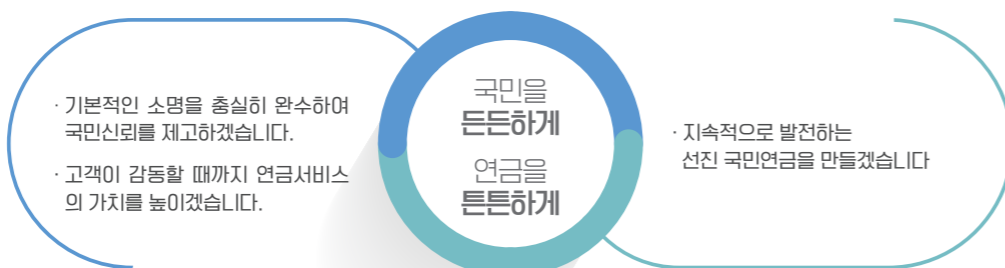 · 기본적인 소명을 충실히 완수하여
국민신뢰를 제고하겠습니다.
· 고객이 감동할 때까지 연금서비스
의 가치를 높이겠습니다.
국민을
든든하게
연금을
튼튼하게
· 지속적으로 발전하는
선진 국민연금을 만들겠습니다